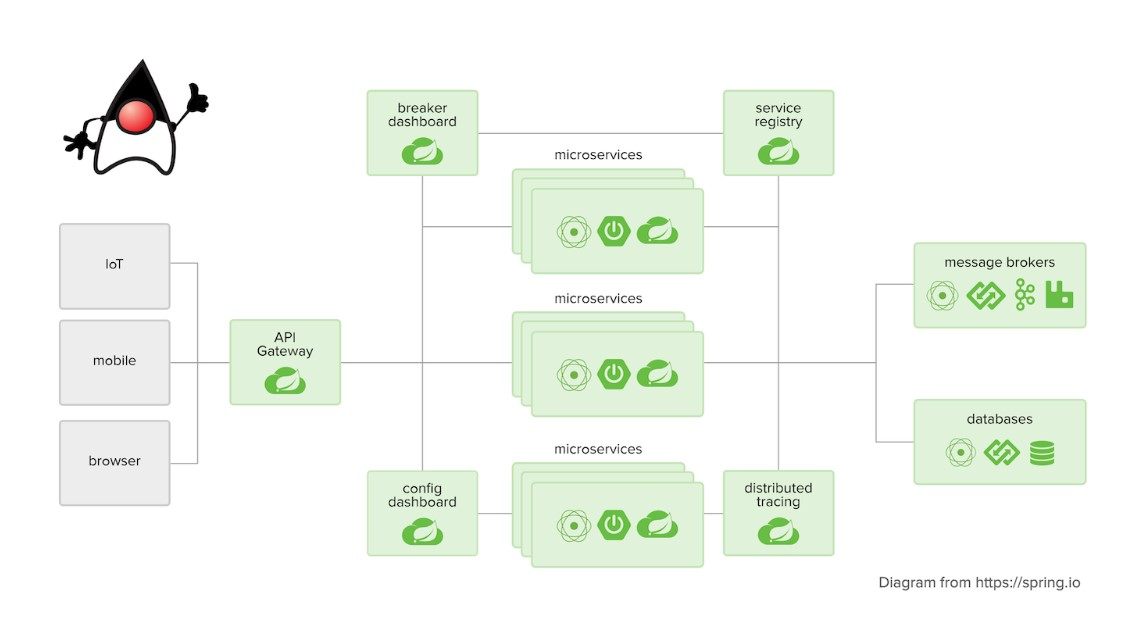 breaker
dashboard
service
registry
microservices
IoT
message brokers
microservices
API
Gateway
mobile
databases
microservices
browser
config
dashboard
distributed
tracing
Diagram from https://spring.io